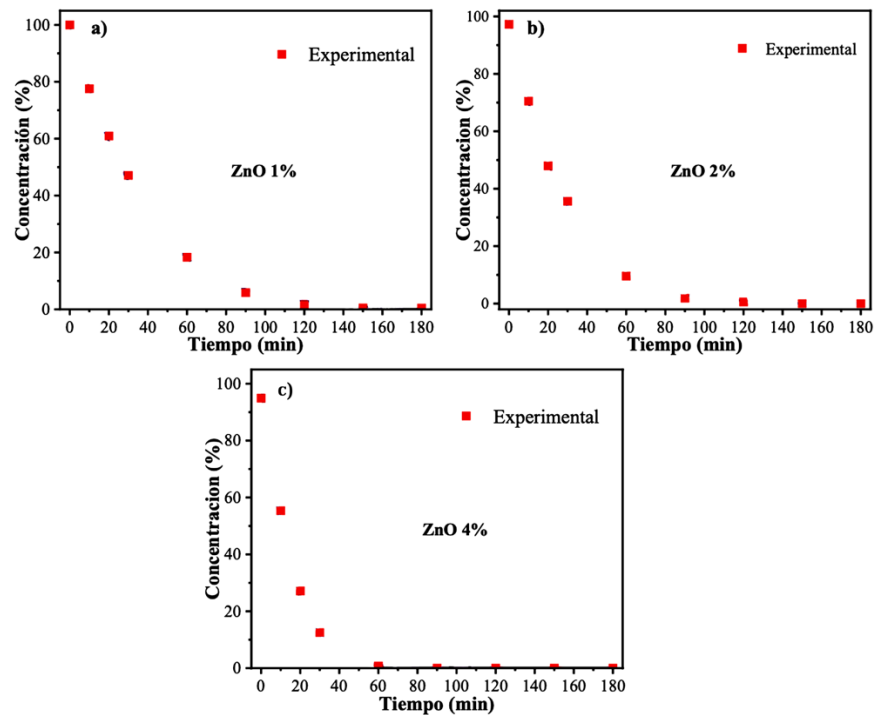 a)
Experimental
ZnO 1%
Concentración (%)
100
80
60
40
20
0
0 20 40 60 80 100 120 140 160 180
Tiempo (min)
b)
Experimental
ZnO 2%
Concentracion (%)
100
80
60
40
20
0
0 20 40 60 80 100 120 140 160 180
Tiempo (min)
c)
Experimental
ZnO 4%
Concentracion (%)
100
80
60
40
20
0
0 20 40 60 80 100 120 140 160 180
Tiempo (min)